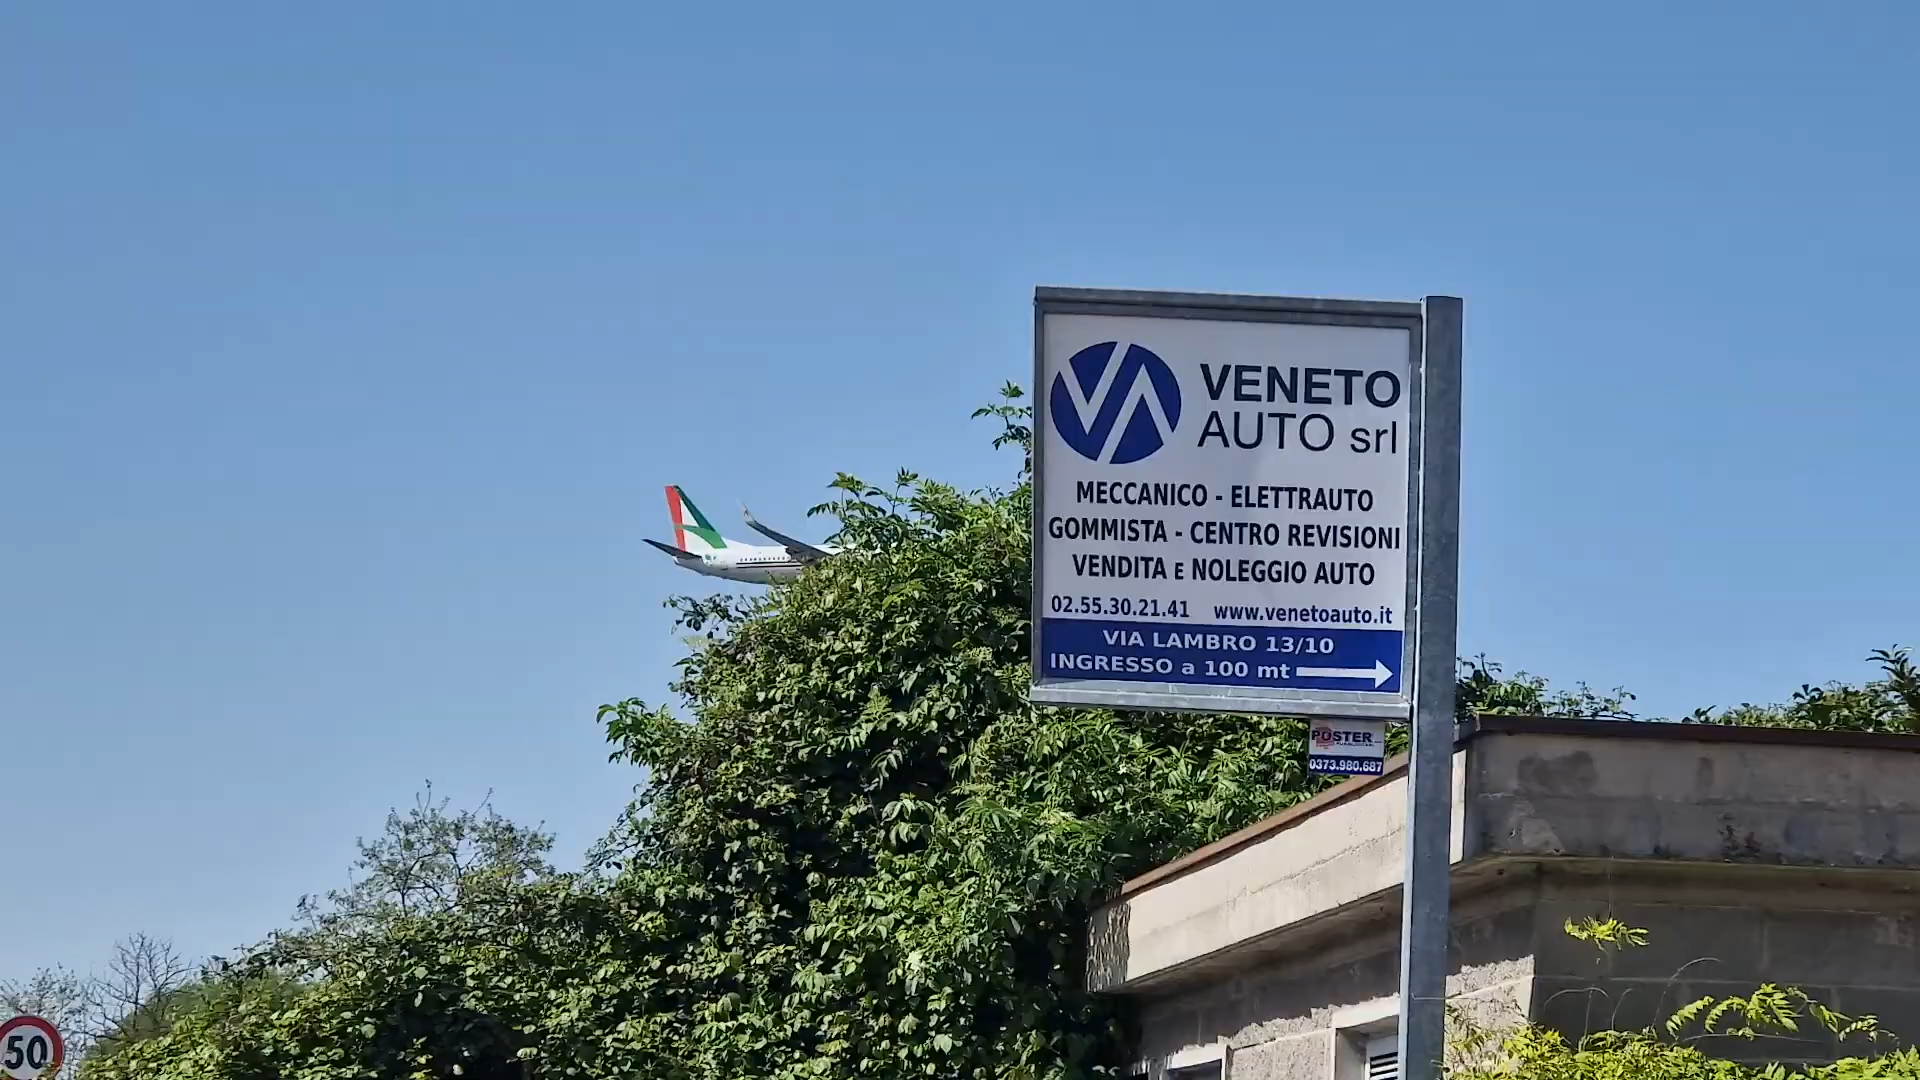 VENETO
AUTO srl
MECCANICO - ELETTRAUTO
GOMMISTA - CENTRO REVISIONI
VENDITA E NOLEGGIO AUTO
02.55.30.21.41 www.venetoauto.it
VIA LAMBRO 13/10
INGRESSO a 100 mt
POSTER
0373.980.687
50